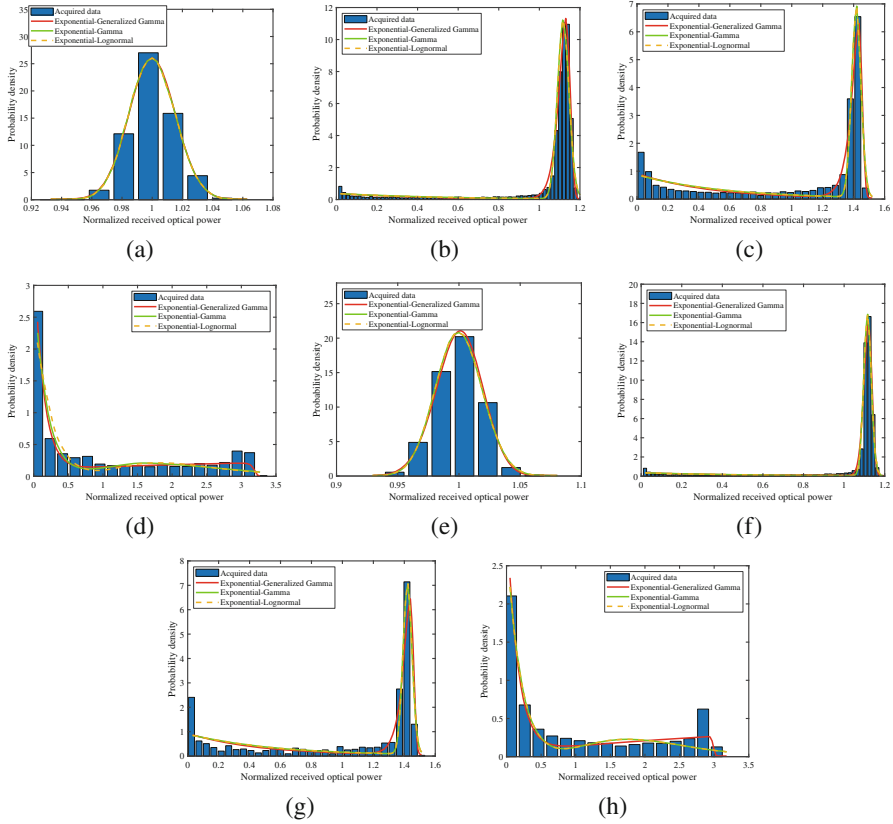 Probability density
35
30
25
20
15
10
5
0
Acquired data
Exponential-Generalized Gamma
Exponential-Gamma
Exponential-Lognormal
0.92 0.94 0.96 0.98 1.00 1.02 1.04 1.06 1.08
Normalized received optical power
(a)
Probability density
12
10
8
6
4
2
0
Acquired data
Exponential-Generalized Gamma
Exponential-Gamma
Exponential-Lognormal
0 0.2 0.4 0.6 0.8 1.0 1.2
Normalized received optical power
(b)
Probability density
7
6
5
4
3
2
1
0
Acquired data
Exponential-Generalized Gamma
Exponential-Gamma
Exponential-Lognormal
0 0.2 0.4 0.6 0.8 1.0 1.2 1.4 1.6
Normalized received optical power
(c)
Probability density
3
2.5
2
1.5
1
0.5
0
Acquired data
Exponential-Generalized Gamma
Exponential-Gamma
Exponential-Lognormal
0 0.5 1 1.5 2 2.5 3 3.5
Normalized received optical power
(d)
Probability density
25
20
15
10
5
0
Acquired data
Exponential-Generalized Gamma
Exponential-Gamma
Exponential-Lognormal
0.9 0.95 1.00 1.05 1.1
Normalized received optical power
(e)
Probability density
20
18
16
14
12
10
8
6
4
2
0
Acquired data
Exponential-Generalized Gamma
Exponential-Gamma
Exponential-Lognormal
0 0.2 0.4 0.6 0.8 1.0 1.2
Normalized received optical power
(f)
Probability density
8
7
6
5
4
3
2
1
0
Acquired data
Exponential-Generalized Gamma
Exponential-Gamma
Exponential-Lognormal
0 0.2 0.4 0.6 0.8 1.0 1.2 1.4 1.6
Normalized received optical power
(g)
Probability density
2.5
2
1.5
1
0.5
0
Acquired data
Exponential-Generalized Gamma
Exponential-Gamma
Exponential-Lognormal
0 0.5 1 1.5 2 2.5 3 3.5
Normalized received optical power
(h)